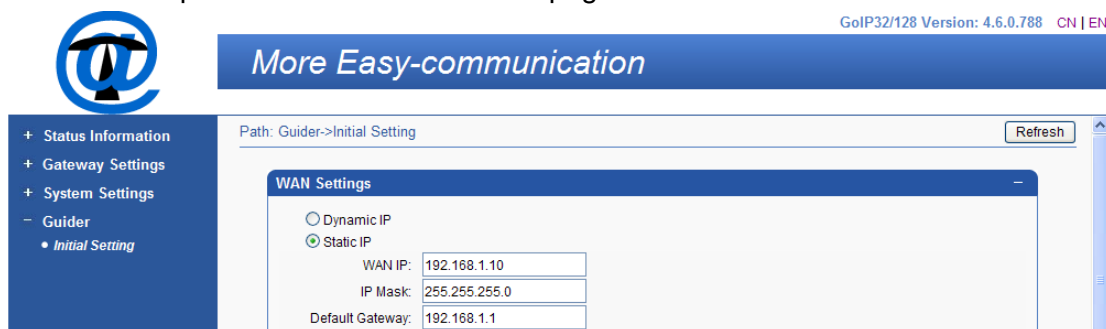 GoIP32/128 Version: 4.6.0.788 CN | EN
More Easy-communication
+ Status Information
+ Gateway Settings
+ System Settings
− Guider
• Initial Setting
Path: Guider->Initial Setting
Refresh
WAN Settings −
Dynamic IP
Static IP
WAN IP: 192.168.1.10
IP Mask: 255.255.255.0
Default Gateway: 192.168.1.1